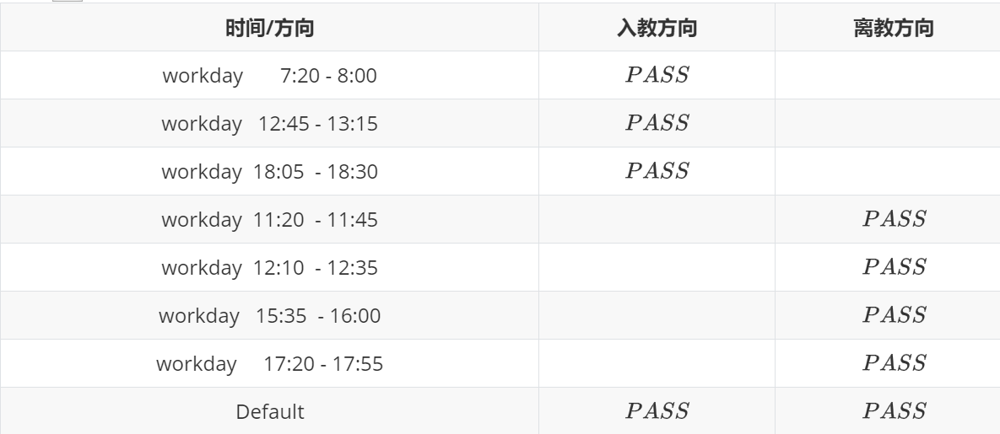 时间/方向 入教方向 离教方向
workday 7:20 - 8:00 PASS
workday 12:45 - 13:15 PASS
workday 18:05 - 18:30 PASS
workday 11:20 - 11:45 PASS
workday 12:10 - 12:35 PASS
workday 15:35 - 16:00 PASS
workday 17:20 - 17:55 PASS
Default PASS PASS